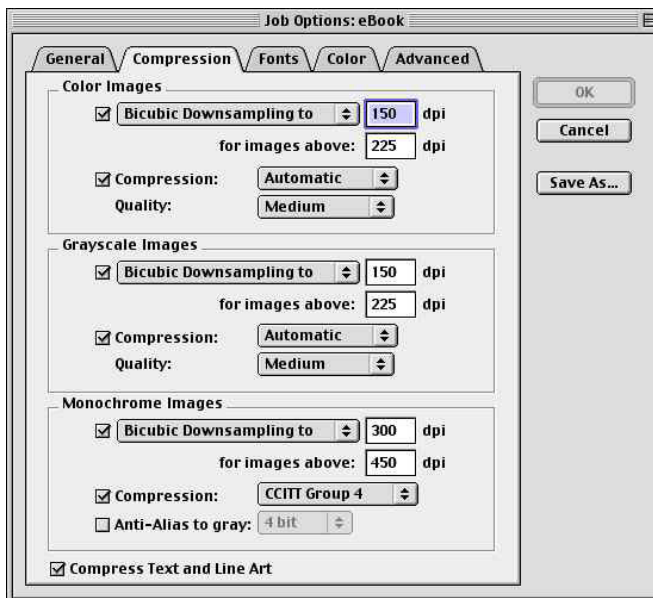 Job Options: eBook
General Compression Fonts Color Advanced
Color Images
Bicubic Downsampling to 150 dpi
for images above: 225 dpi
Compression: Automatic
Quality: Medium
Grayscale Images
Bicubic Downsampling to 150 dpi
for images above: 225 dpi
Compression: Automatic
Quality: Medium
Monochrome Images
Bicubic Downsampling to 300 dpi
for images above: 450 dpi
Compression: CCITT Group 4
Anti-Alias to gray: 4 bit
Compress Text and Line Art
OK
Cancel
Save As...